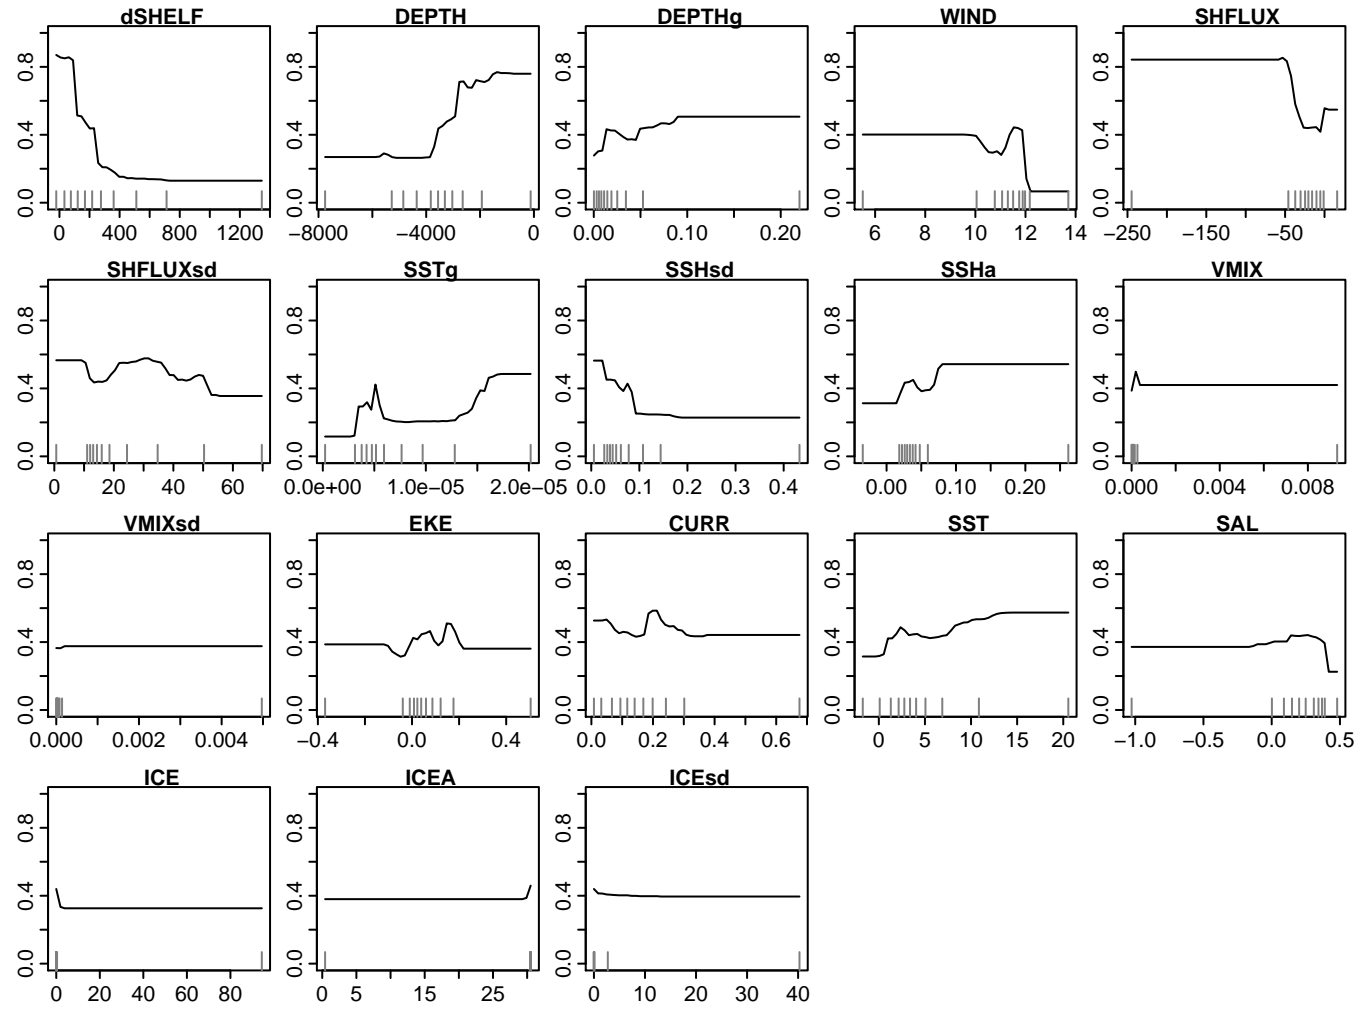 dSHELF DEPTH DEPTHg WIND SHFLUX
0.0 0.4 0.8 0.0 0.4 0.8 0.0 0.4 0.8 0.0 0.4 0.8 0.0 0.4 0.8
0 400 800 1200 −8000 −4000 0 0.00 0.10 0.20 6 8 10 12 14 −250 −150 −50
SHFLUXsd SSTg SSHsd SSHa VMIX
0.0 0.4 0.8 0.0 0.4 0.8 0.0 0.4 0.8 0.0 0.4 0.8 0.0 0.4 0.8
0 20 40 60 0.0e+00 1.0e−05 2.0e−05 0.0 0.1 0.2 0.3 0.4 0.00 0.10 0.20 0.000 0.004 0.008
VMIXsd EKE CURR SST SAL
0.0 0.4 0.8 0.0 0.4 0.8 0.0 0.4 0.8 0.0 0.4 0.8 0.0 0.4 0.8
0.000 0.002 0.004 −0.4 0.0 0.4 0.0 0.2 0.4 0.6 0 5 10 15 20 −1.0 −0.5 0.0 0.5
ICE ICEA ICEsd
0.0 0.4 0.8 0.0 0.4 0.8 0.0 0.4 0.8
0 20 40 60 80 0 5 15 25 0 10 20 30 40